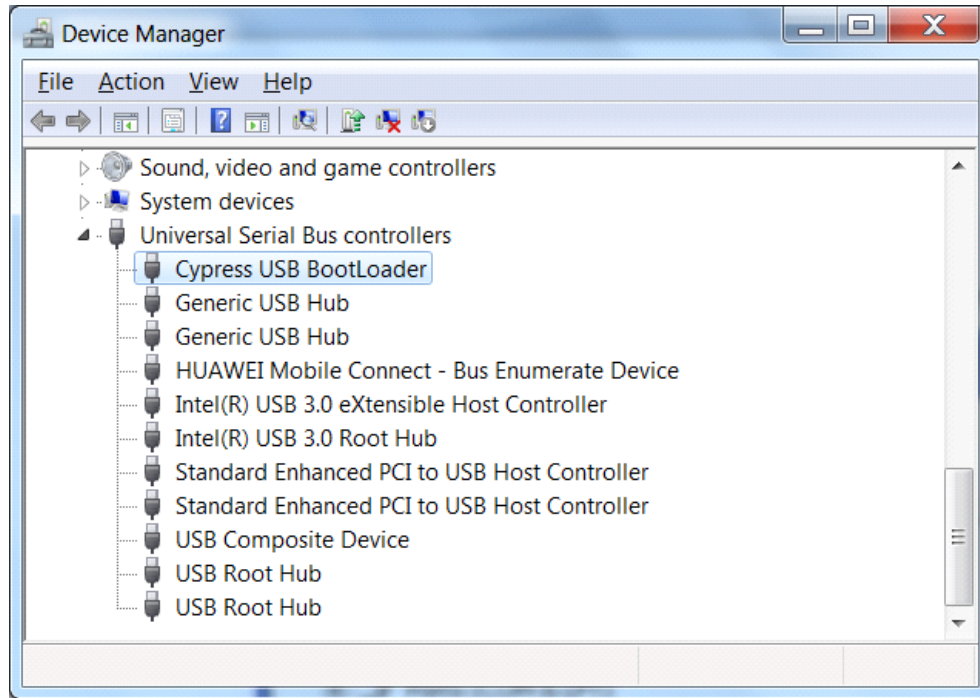 Device Manager
File Action View Help
Sound, video and game controllers
System devices
Universal Serial Bus controllers
Cypress USB BootLoader
Generic USB Hub
Generic USB Hub
HUAWEI Mobile Connect - Bus Enumerate Device
Intel(R) USB 3.0 eXtensible Host Controller
Intel(R) USB 3.0 Root Hub
Standard Enhanced PCI to USB Host Controller
Standard Enhanced PCI to USB Host Controller
USB Composite Device
USB Root Hub
USB Root Hub